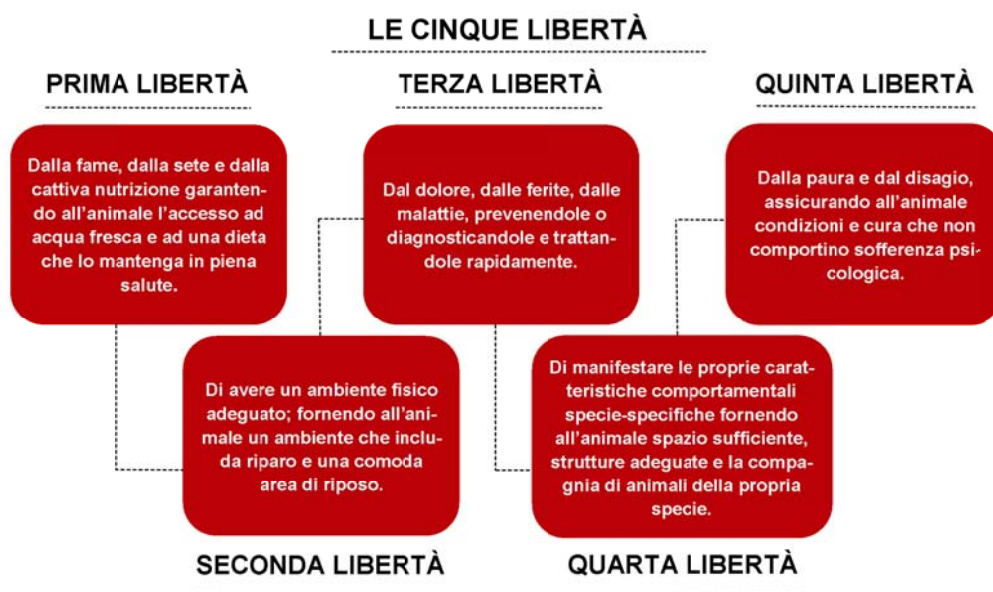 LE CINQUE LIBERTÀ
PRIMA LIBERTÀ
Dalla fame, dalla sete e dalla
cattiva nutrizione garanten-
do all'animale l'accesso ad
acqua fresca e ad una dieta
che lo mantenga in piena
salute.
SECONDA LIBERTÀ
Di avere un ambiente fisico
adeguato; fornendo all'ani-
male un ambiente che inclu-
da riparo e una comoda
area di riposo.
TERZA LIBERTÀ
Dal dolore, dalle ferite, dalle
malattie, prevenendole o
diagnosticandole e trattan-
dole rapidamente.
QUARTA LIBERTÀ
Di manifestare le proprie carat-
teristiche comportamentali
specie-specifiche fornendo
all'animale spazio sufficiente,
strutture adeguate e la compa-
gnia di animali della propria
specie.
QUINTA LIBERTÀ
Dalla paura e dal disagio,
assicurando all'animale
condizioni e cura che non
comportino sofferenza psi-
cologica.